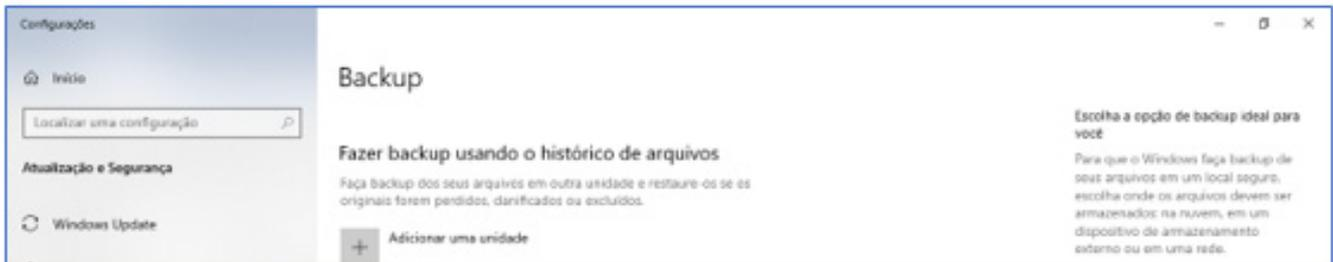 Configurações
Início
Localizar uma configuração
Atualização e Segurança
Windows Update
Backup
Fazer backup usando o histórico de arquivos
Faça backup dos seus arquivos em outra unidade e restaure-os se os
originais forem perdidos, danificados ou excluídos.
Adicionar uma unidade
Escolha a opção de backup ideal para
você
Para que o Windows faça backup de
seus arquivos em um local seguro,
escolha onde os arquivos devem ser
armazenados: na nuvem, em um
dispositivo de armazenamento
externo ou em uma rede.